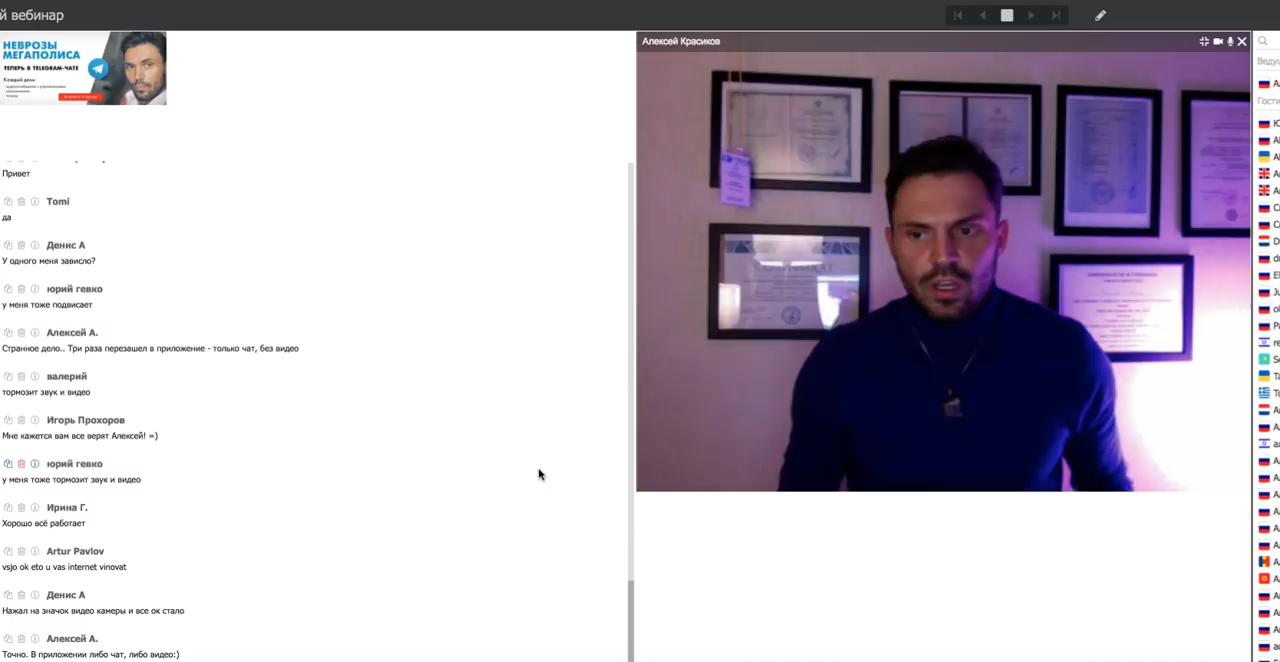 й вебинар
НЕВРОЗЫ
МЕГАПОЛИСА
ТЕПЕРЬ В TELEGRAM-ЧАТЕ
Каждый день:
Привет
Tomi
да
Денис А
У одного меня зависло?
юрий гевко
у меня тоже подвисает
Алексей А.
Странное дело.. Три раза перезашел в приложение - только чат, без видео
валерий
тормозит звук и видео
Игорь Прохоров
Мне кажется вам все верят Алексей! =)
юрий гевко
у меня тоже тормозит звук и видео
Ирина Г.
Хорошо всё работает
Artur Pavlov
vsjo ok eto u vas internet vinovat
Денис А
Нажал на значок видео камеры и все ок стало
Алексей А.
Точно. В приложении либо чат, либо видео:)
Алексей Красиков
Веду
Гости